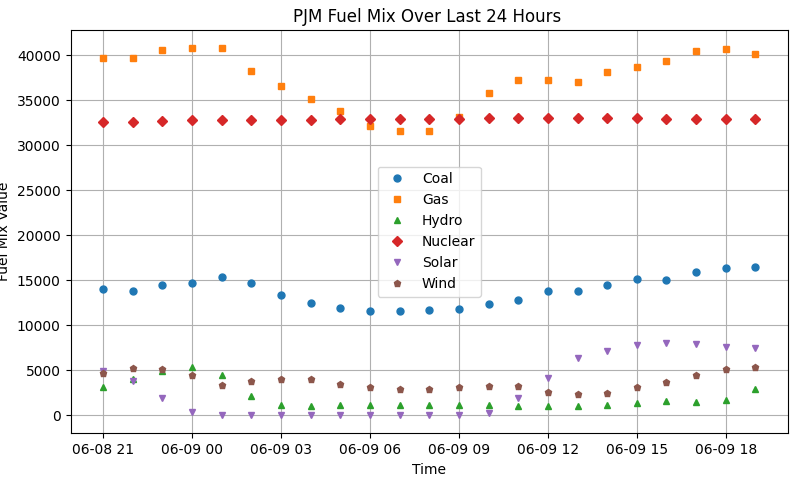 PJM Fuel Mix Over Last 24 Hours
40000
35000
30000
25000
20000
15000
10000
5000
0
Fuel Mix Value
Coal
Gas
Hydro
Nuclear
Solar
Wind
06-08 21
06-09 00
06-09 03
06-09 06
06-09 09
06-09 12
06-09 15
06-09 18
Time